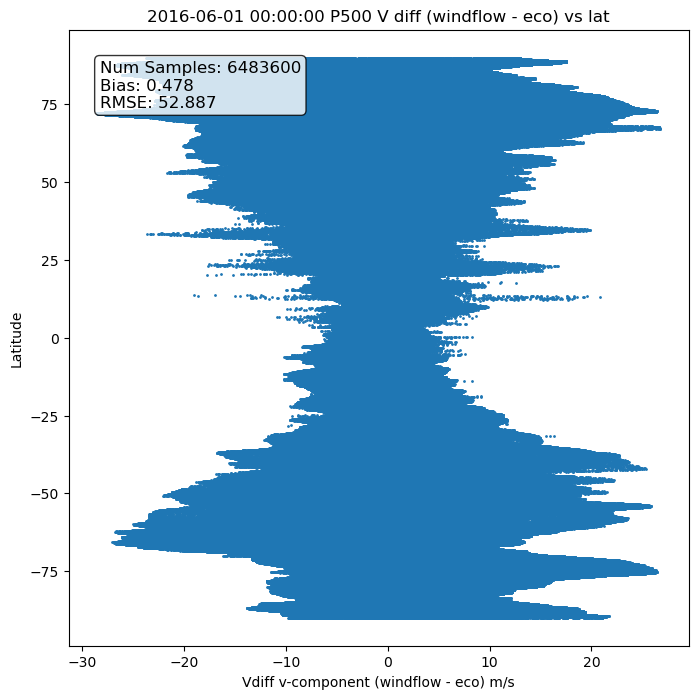 2016-06-01 00:00:00 P500 V diff (windflow - eco) vs lat
Num Samples: 6483600
Bias: 0.478
RMSE: 52.887
75
50
25
0
−25
−50
−75
Latitude
−30 −20 −10 0 10 20
Vdiff v-component (windflow - eco) m/s